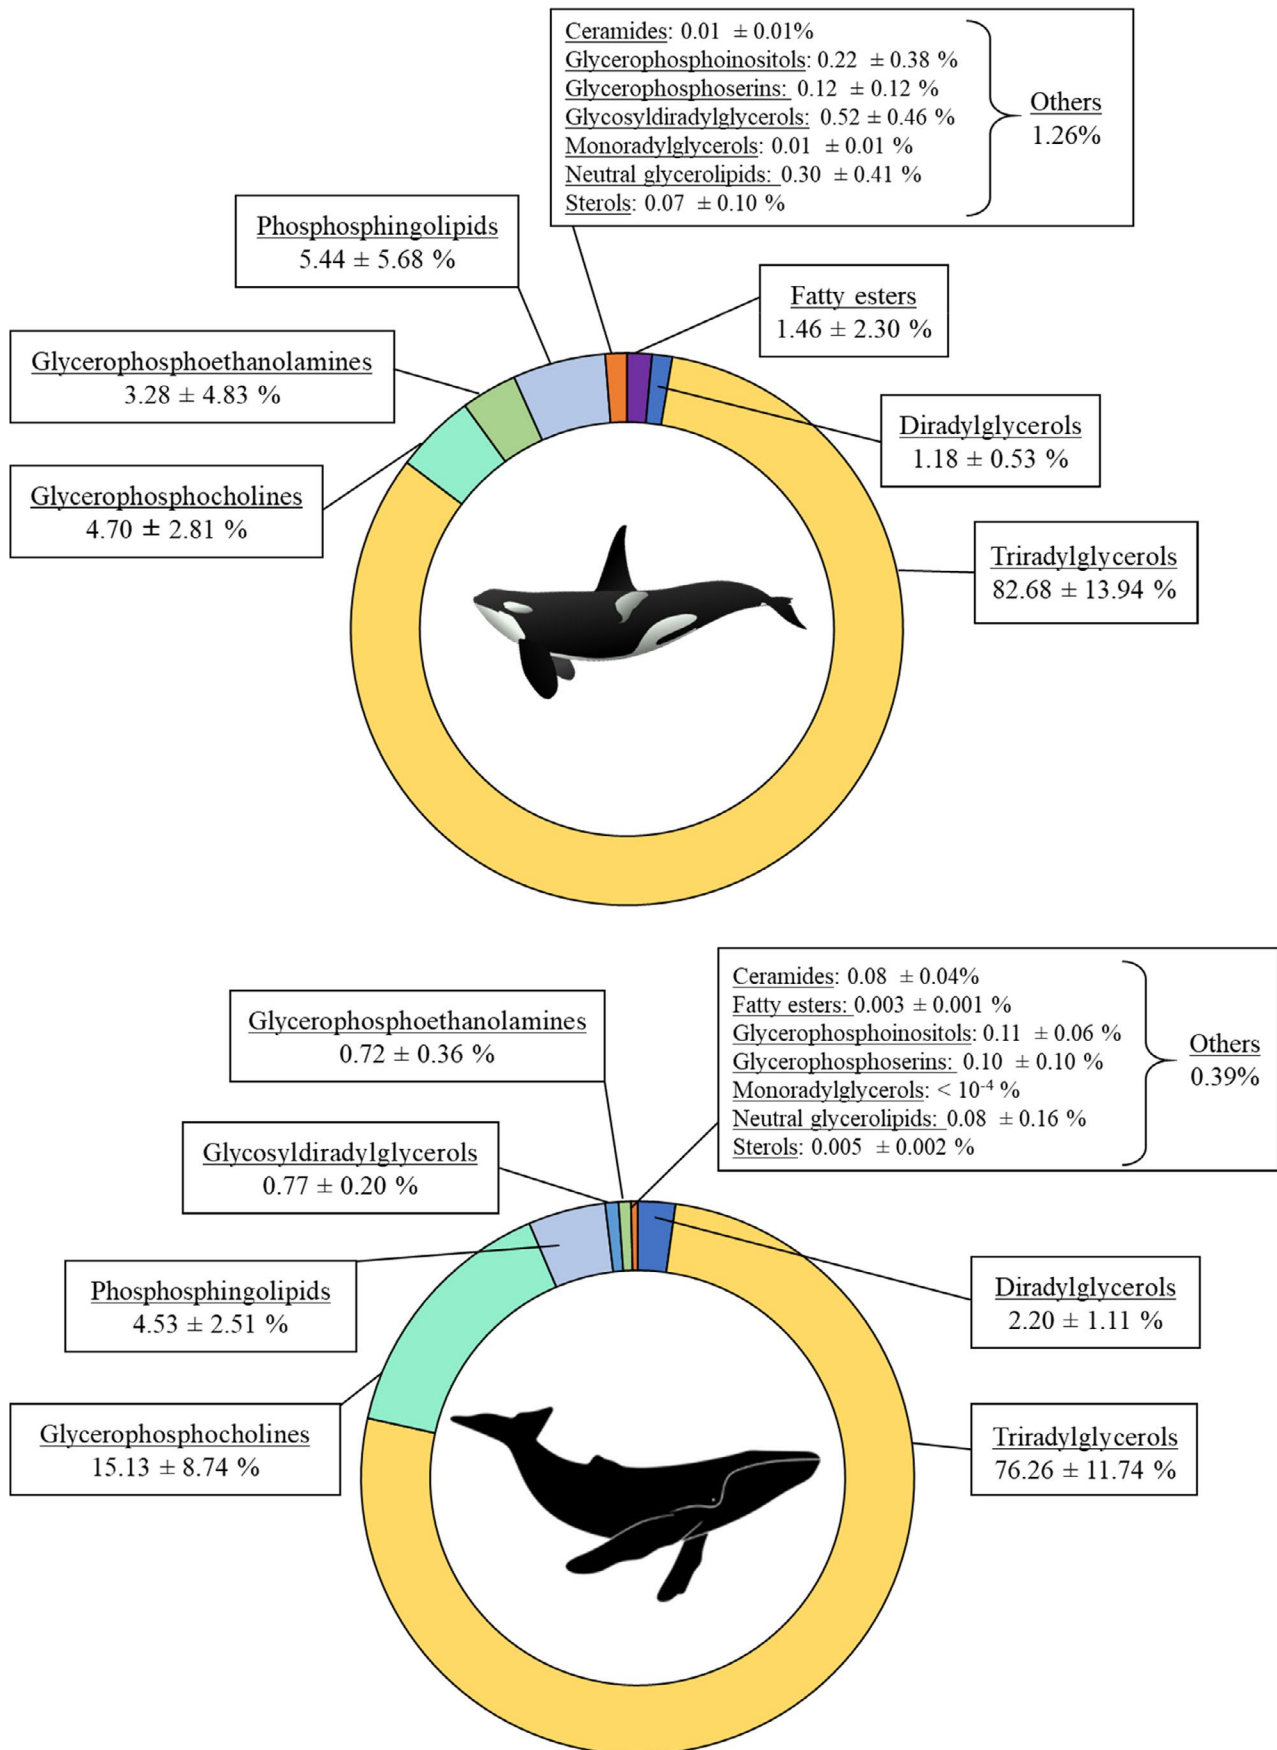 Ceramides: 0.01 ± 0.01%
Glycerophosphoinositols: 0.22 ± 0.38 %
Glycerophosphoserins: 0.12 ± 0.12 %
Glycosyldiradylglycerols: 0.52 ± 0.46 %
Monoradylglycerols: 0.01 ± 0.01 %
Neutral glycerolipids: 0.30 ± 0.41 %
Sterols: 0.07 ± 0.10 %
Others
1.26%
Phosphosphingolipids
5.44 ± 5.68 %
Fatty esters
1.46 ± 2.30 %
Glycerophosphoethanolamines
3.28 ± 4.83 %
Diradylglycerols
1.18 ± 0.53 %
Glycerophosphocholines
4.70 ± 2.81 %
Triradylglycerols
82.68 ± 13.94 %
Ceramides: 0.08 ± 0.04%
Fatty esters: 0.003 ± 0.001 %
Glycerophosphoinositols: 0.11 ± 0.06 %
Glycerophosphoserins: 0.10 ± 0.10 %
Monoradylglycerols: < 10⁻⁴ %
Neutral glycerolipids: 0.08 ± 0.16 %
Sterols: 0.005 ± 0.002 %
Others
0.39%
Glycerophosphoethanolamines
0.72 ± 0.36 %
Glycosyldiradylglycerols
0.77 ± 0.20 %
Phosphosphingolipids
4.53 ± 2.51 %
Diradylglycerols
2.20 ± 1.11 %
Glycerophosphocholines
15.13 ± 8.74 %
Triradylglycerols
76.26 ± 11.74 %